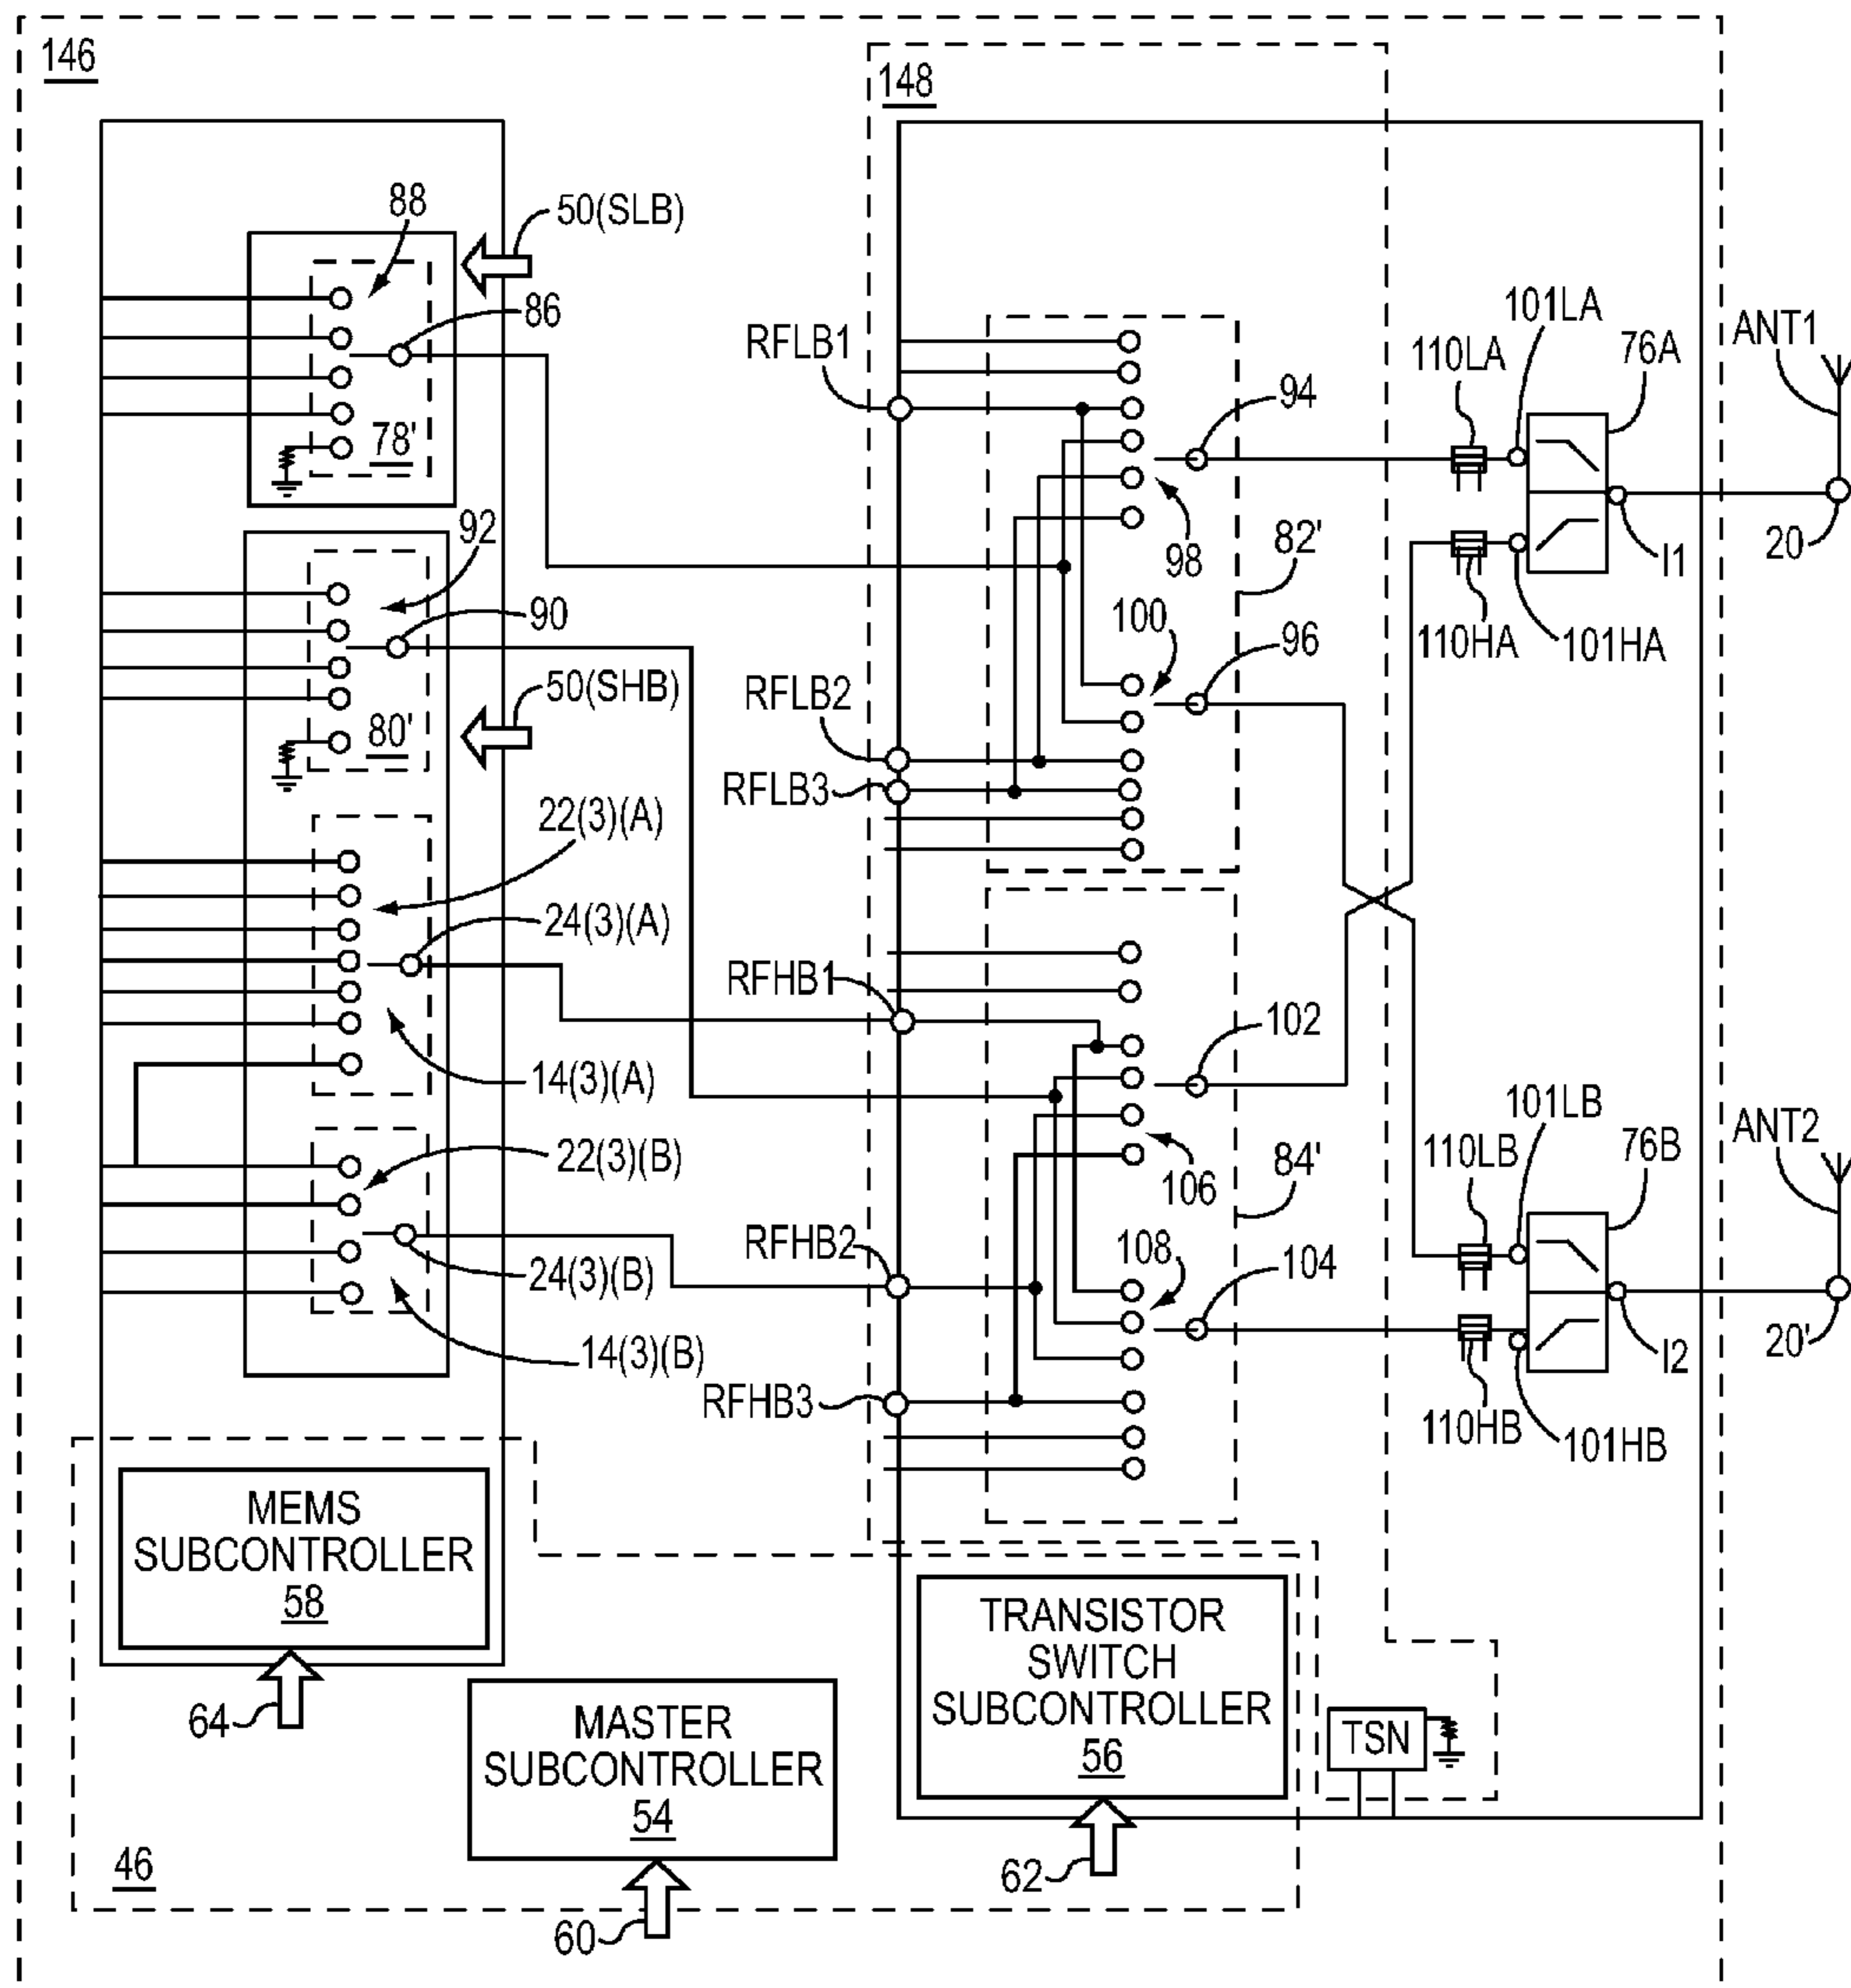 146
148
88
50(SLB)
86
78'
92
90
50(SHB)
80'
22(3)(A)
24(3)(A)
14(3)(A)
22(3)(B)
24(3)(B)
14(3)(B)
RFLB1
94
98
82'
100
96
RFLB2
RFLB3
RFHB1
102
106
84'
RFHB2
108
104
RFHB3
110LA
101LA
76A
ANT1
110HA
101HA
I1
20
110LB
101LB
76B
ANT2
110HB
101HB
I2
20'
MEMS
SUBCONTROLLER
58
64
MASTER
SUBCONTROLLER
54
60
TRANSISTOR
SWITCH
SUBCONTROLLER
56
62
TSN
46